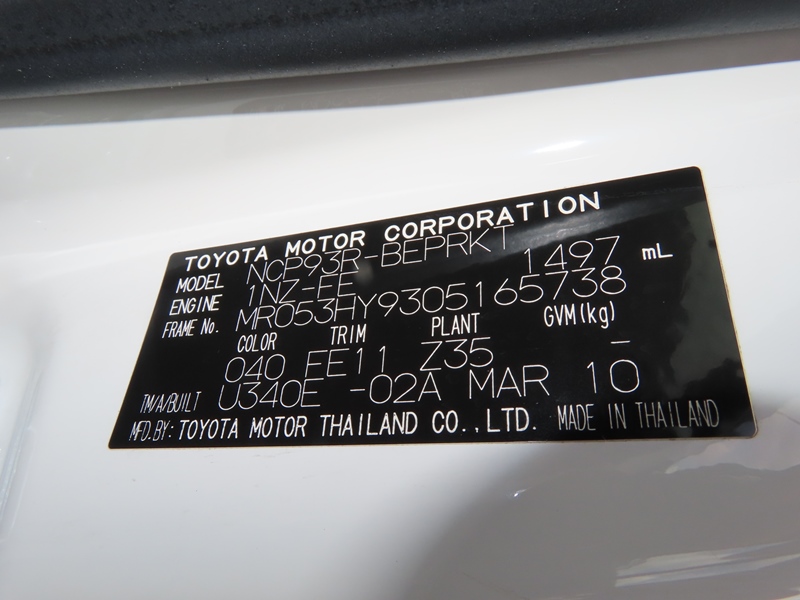 TOYOTA MOTOR CORPORATION
MODEL NCP93R-BEPRKT
ENGINE 1NZ-FE 1497 mL
FRAME No. MR053HY9305165738
COLOR TRIM PLANT GVM(kg)
040 FE11 Z35 -
TM/A/BUILT U340E -02A MAR 10
MFD.BY: TOYOTA MOTOR THAILAND CO.,LTD. MADE IN THAILAND